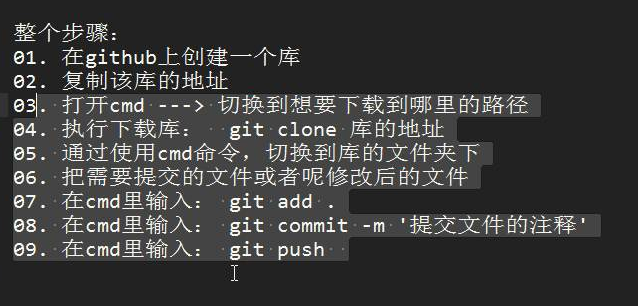 整个步骤：
01. 在github上创建一个库
02. 复制该库的地址
03. 打开cmd ---> 切换到想要下载到哪里的路径
04. 执行下载库： git clone 库的地址
05. 通过使用cmd命令，切换到库的文件夹下
06. 把需要提交的文件或者呢修改后的文件
07. 在cmd里输入： git add .
08. 在cmd里输入： git commit -m '提交文件的注释'
09. 在cmd里输入： git push